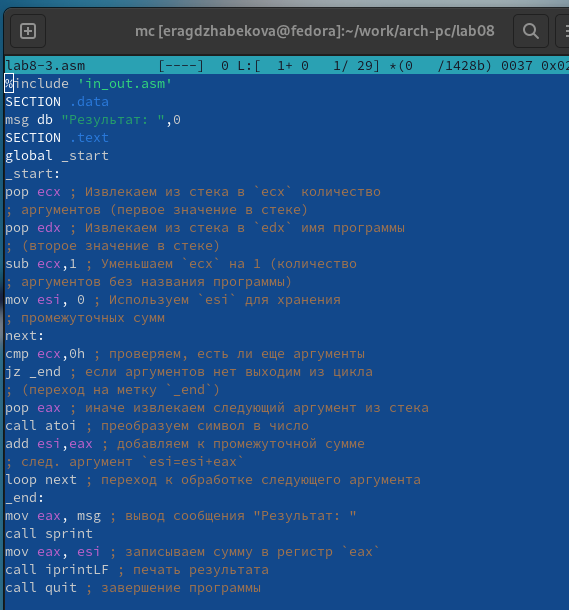 mc [eragdzhabekova@fedora]:~/work/arch-pc/lab08
lab8-3.asm [----] 0 L:[ 1+ 0 1/ 29] *(0 /1428b) 0037 0x02
%include 'in_out.asm'
SECTION .data
msg db "Результат: ",0
SECTION .text
global _start
_start:
pop ecx ; Извлекаем из стека в `ecx` количество
; аргументов (первое значение в стеке)
pop edx ; Извлекаем из стека в `edx` имя программы
; (второе значение в стеке)
sub ecx,1 ; Уменьшаем `ecx` на 1 (количество
; аргументов без названия программы)
mov esi, 0 ; Используем `esi` для хранения
; промежуточных сумм
next:
cmp ecx,0h ; проверяем, есть ли еще аргументы
jz _end ; если аргументов нет выходим из цикла
; (переход на метку `_end`)
pop eax ; иначе извлекаем следующий аргумент из стека
call atoi ; преобразуем символ в число
add esi,eax ; добавляем к промежуточной сумме
; след. аргумент `esi=esi+eax`
loop next ; переход к обработке следующего аргумента
_end:
mov eax, msg ; вывод сообщения "Результат: "
call sprint
mov eax, esi ; записываем сумму в регистр `eax`
call iprintLF ; печать результата
call quit ; завершение программы